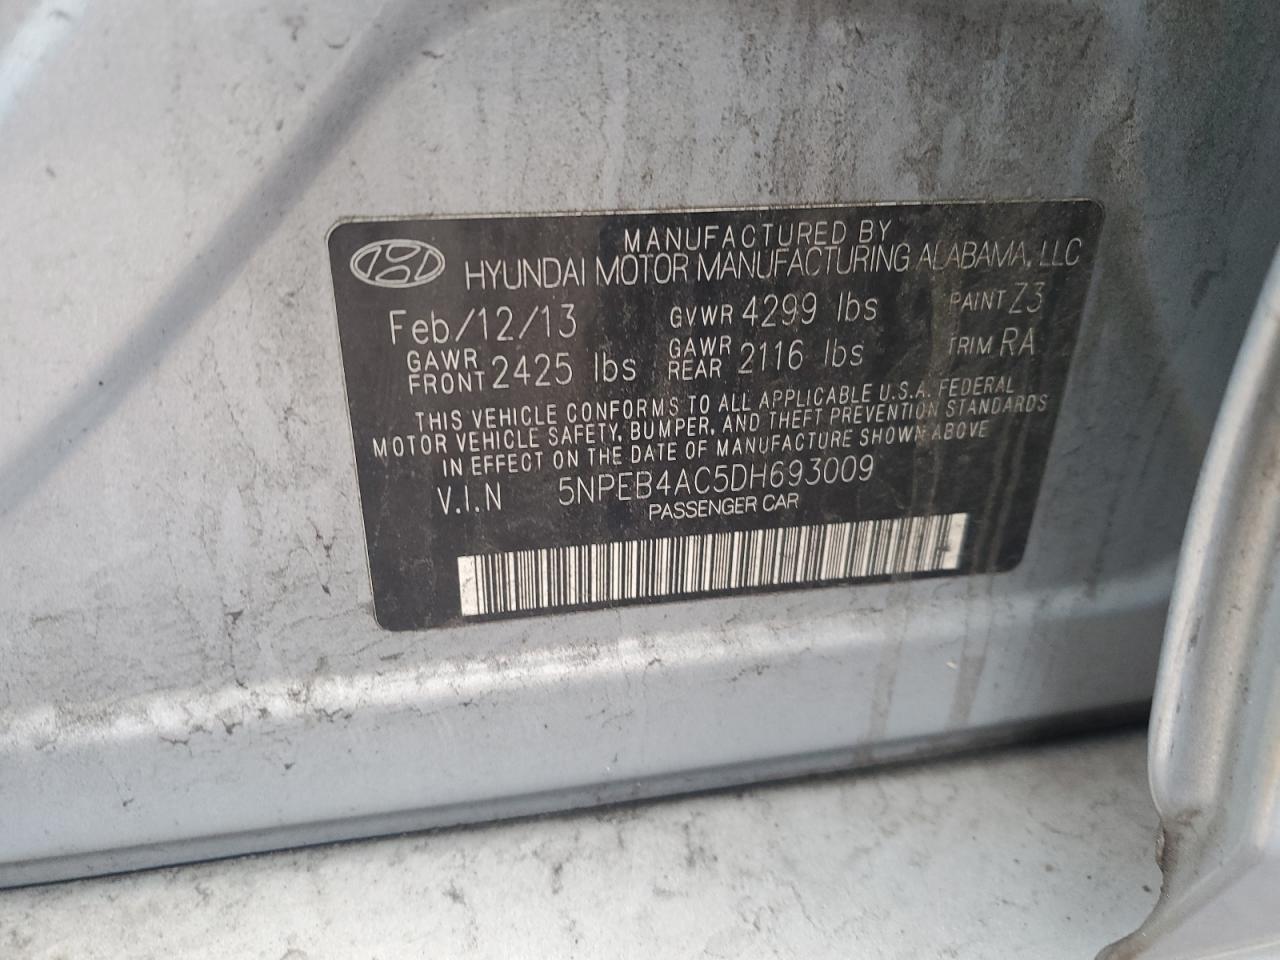 MANUFACTURED BY
HYUNDAI MOTOR MANUFACTURING ALABAMA, LLC
Feb/12/13 GVWR 4299 lbs PAINT Z3
GAWR FRONT 2425 lbs GAWR REAR 2116 lbs TRIM RA
THIS VEHICLE CONFORMS TO ALL APPLICABLE U.S.A. FEDERAL
MOTOR VEHICLE SAFETY, BUMPER, AND THEFT PREVENTION STANDARDS
IN EFFECT ON THE DATE OF MANUFACTURE SHOWN ABOVE
V.I.N 5NPEB4AC5DH693009
PASSENGER CAR